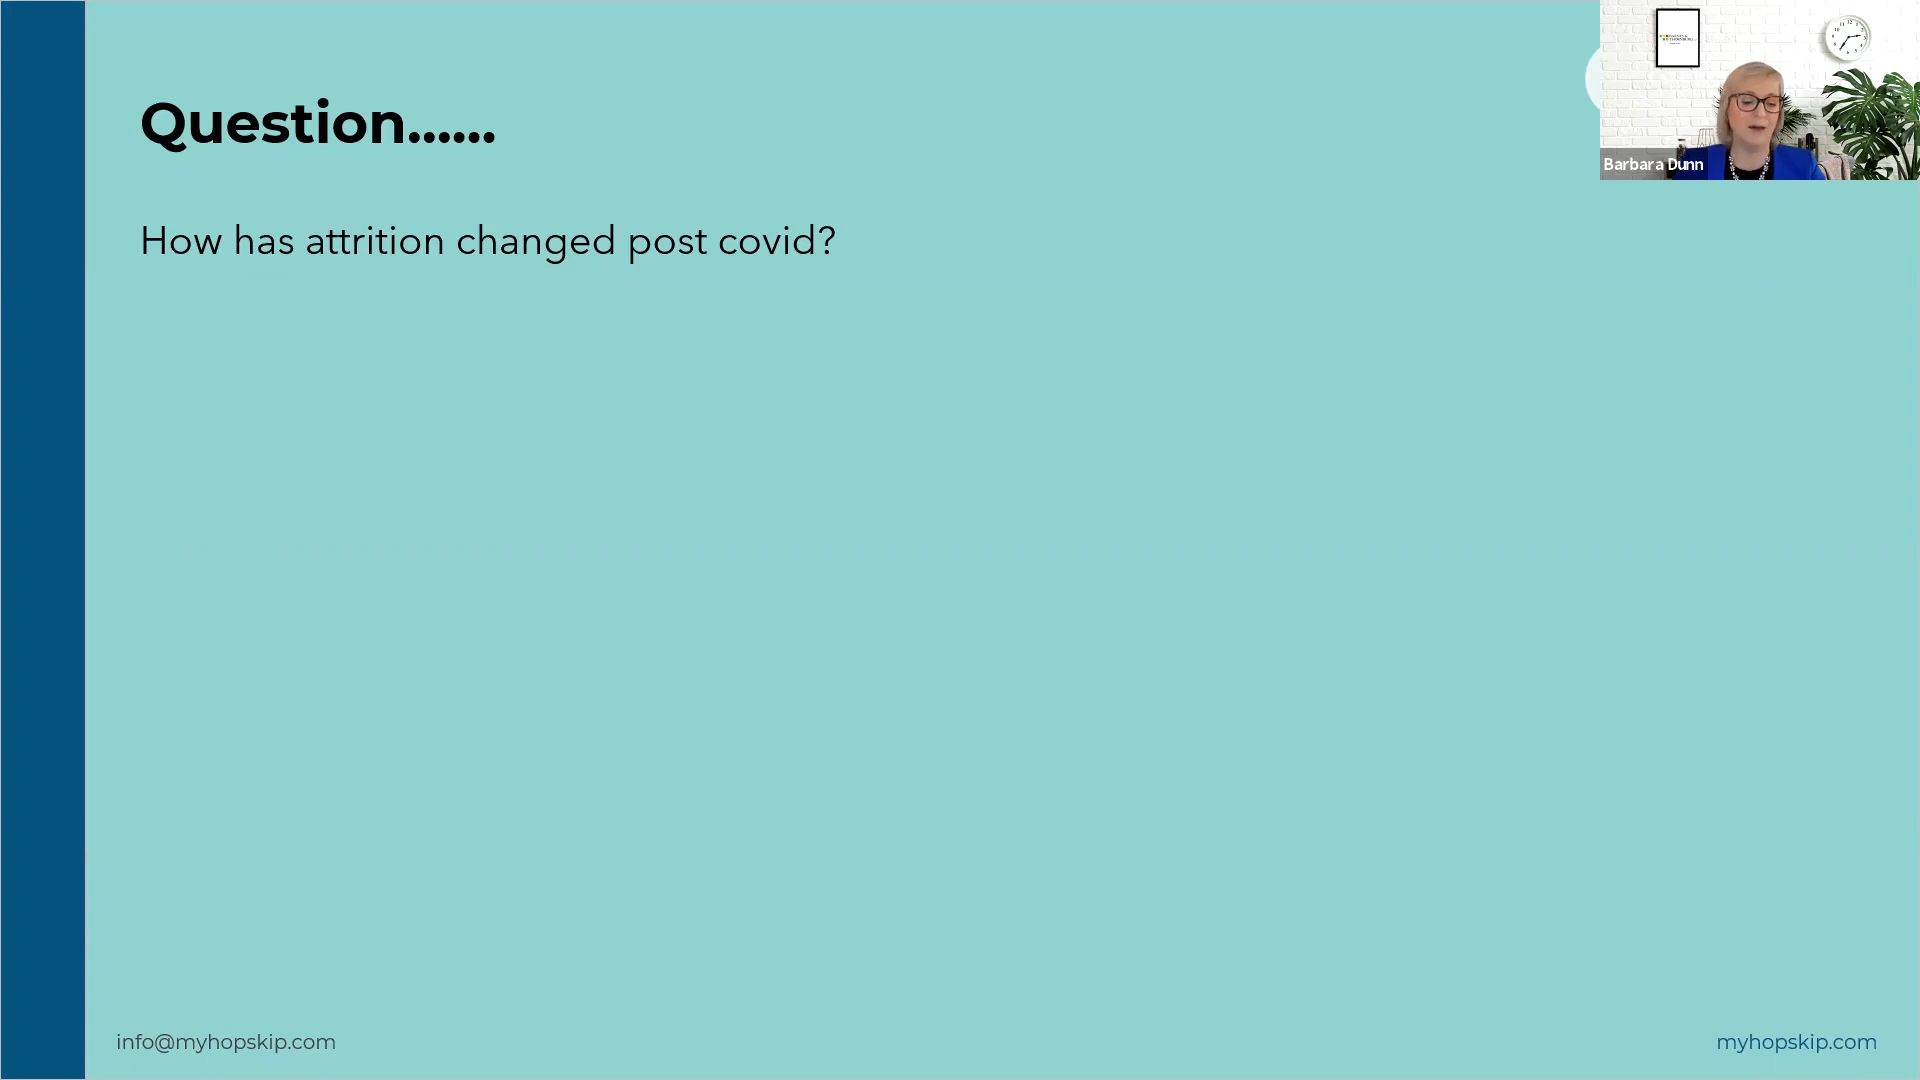 Question......
How has attrition changed post covid?
Barbara Dunn
info@myhopskip.com
myhopskip.com